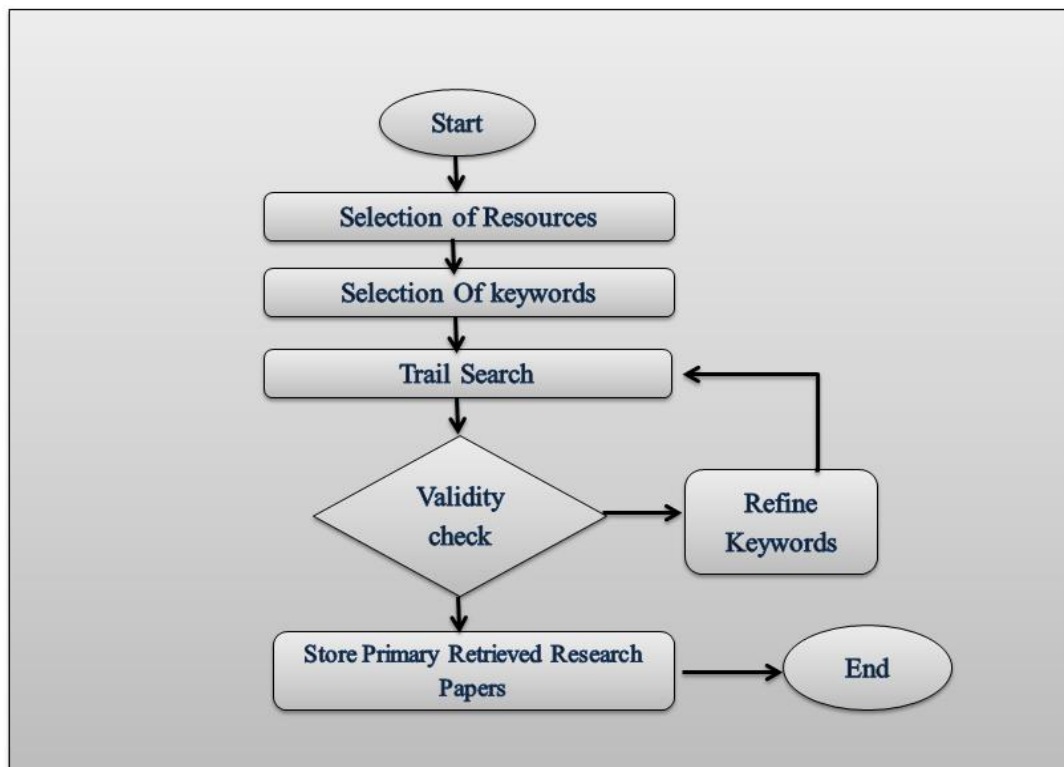 Start
Selection of Resources
Selection Of keywords
Trail Search
Validity
check
Refine
Keywords
Store Primary Retrieved Research
Papers
End